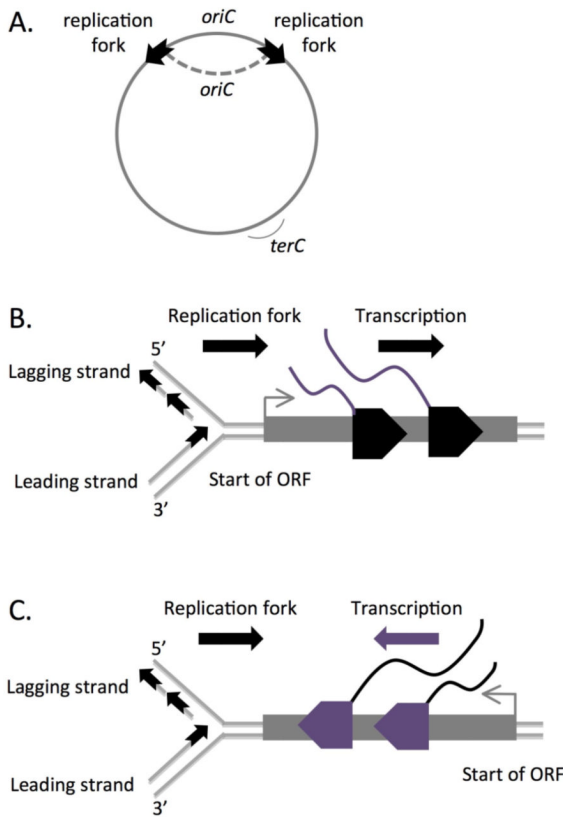 A.
oriC
replication fork
replication fork
oriC
terC
B.
Replication fork
Transcription
5’
Lagging strand
Leading strand
3’
Start of ORF
C.
Replication fork
Transcription
5’
Lagging strand
Leading strand
3’
Start of ORF